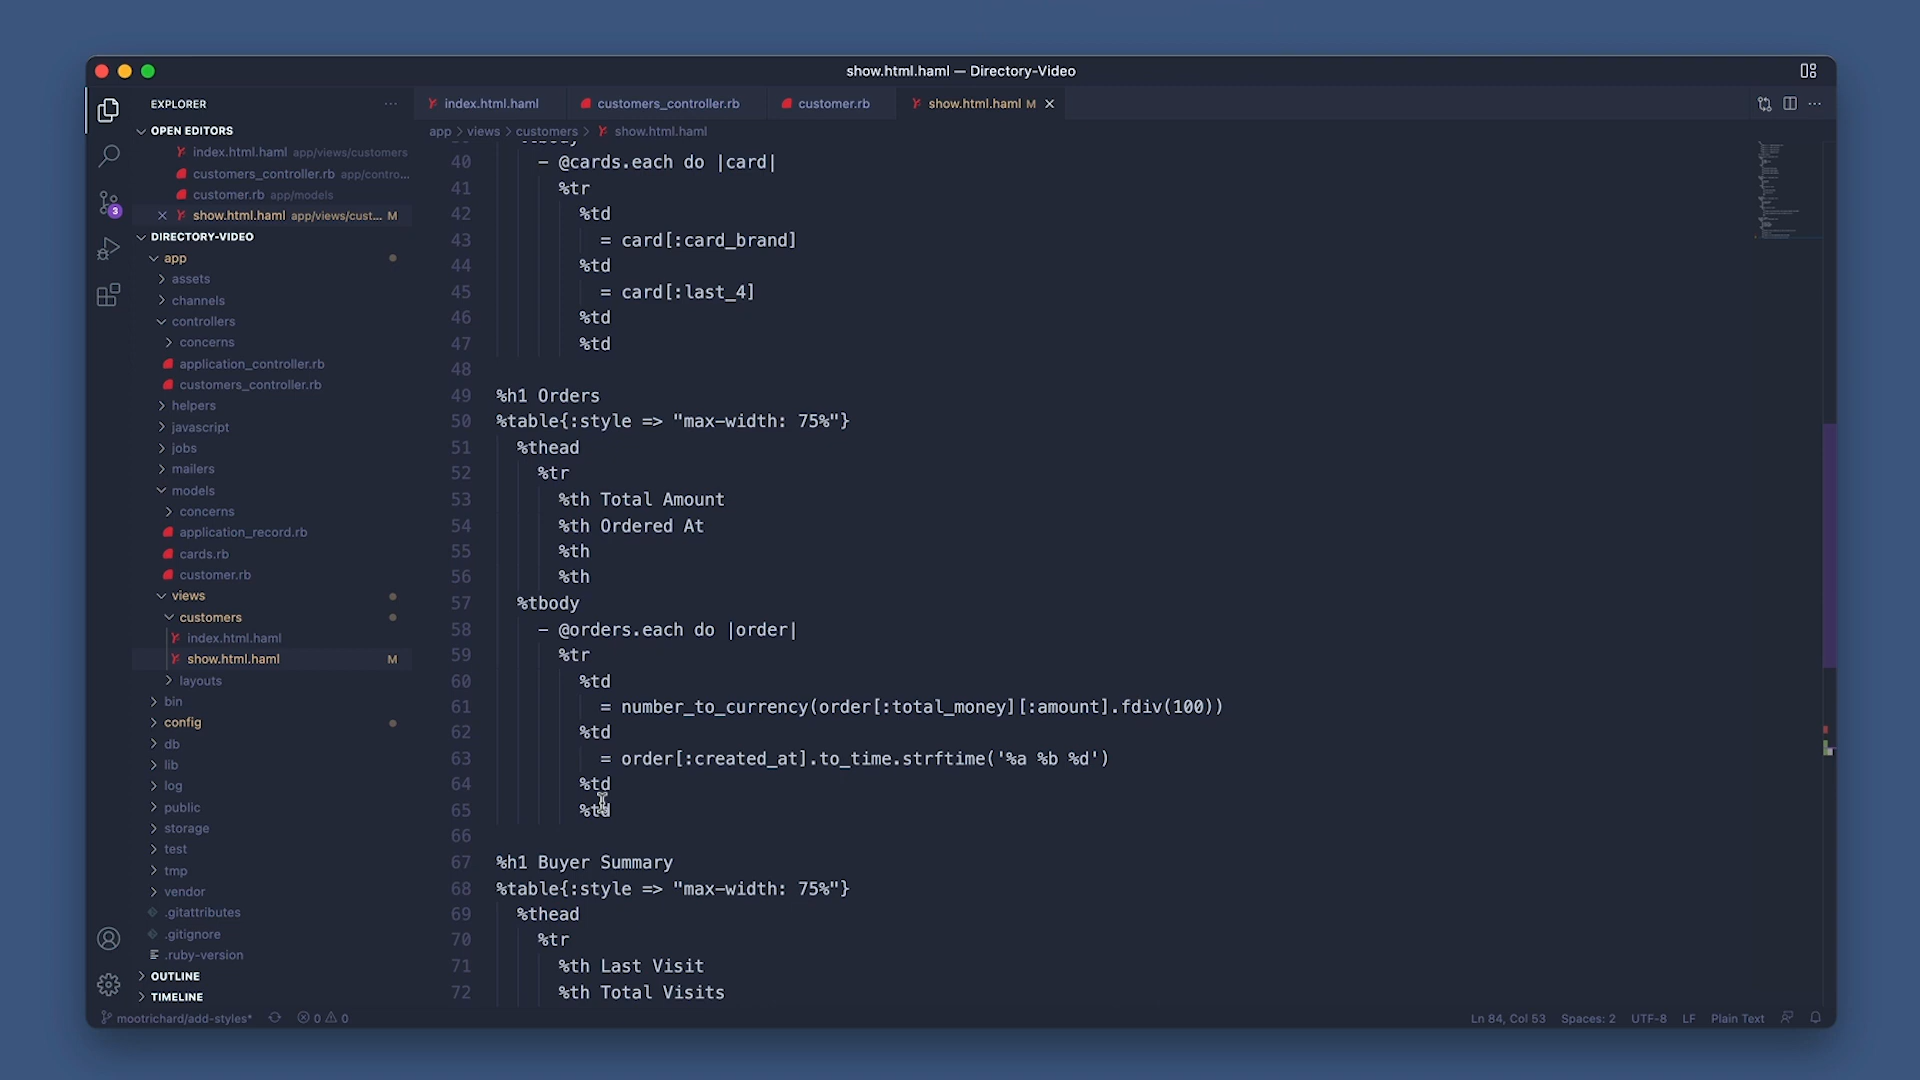 show.html.haml — Directory-Video
EXPLORER
OPEN EDITORS
index.html.haml app/views/customers
customers_controller.rb app/contro...
customer.rb app/models
show.html.haml app/views/cust... M
DIRECTORY-VIDEO
app
assets
channels
controllers
concerns
application_controller.rb
customers_controller.rb
helpers
javascript
jobs
mailers
models
concerns
application_record.rb
cards.rb
customer.rb
views
customers
index.html.haml
show.html.haml M
layouts
bin
config
db
lib
log
public
storage
test
tmp
vendor
.gitattributes
.gitignore
.ruby-version
OUTLINE
TIMELINE
3
index.html.haml customers_controller.rb customer.rb show.html.haml M
app > views > customers > show.html.haml
40 - @cards.each do |card|
41 %tr
42 %td
43 = card[:card_brand]
44 %td
45 = card[:last_4]
46 %td
47 %td
48
49 %h1 Orders
50 %table{:style => "max-width: 75%"}
51 %thead
52 %tr
53 %th Total Amount
54 %th Ordered At
55 %th
56 %th
57 %tbody
58 - @orders.each do |order|
59 %tr
60 %td
61 = number_to_currency(order[:total_money][:amount].fdiv(100))
62 %td
63 = order[:created_at].to_time.strftime('%a %b %d')
64 %td
65 %td
66
67 %h1 Buyer Summary
68 %table{:style => "max-width: 75%"}
69 %thead
70 %tr
71 %th Last Visit
72 %th Total Visits
mootrichard/add-styles* 0 0 Ln 84, Col 53 Spaces: 2 UTF-8 LF Plain Text